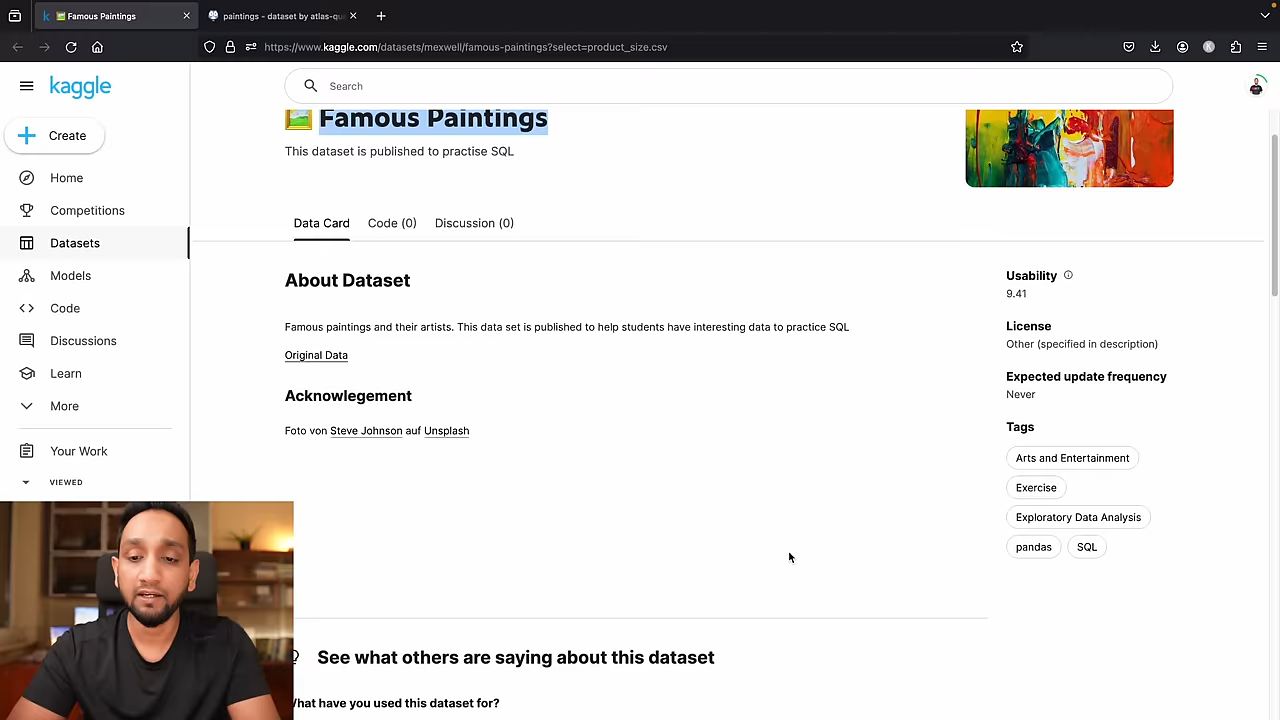 Famous Paintings
paintings - dataset by atlas-que
https://www.kaggle.com/datasets/mexwell/famous-paintings?select=product_size.csv
K
kaggle
Search
Create
Home
Competitions
Datasets
Models
Code
Discussions
Learn
More
Your Work
VIEWED
Famous Paintings
This dataset is published to practise SQL
Data Card
Code (0)
Discussion (0)
About Dataset
Famous paintings and their artists. This data set is published to help students have interesting data to practice SQL
Original Data
Acknowlegement
Foto von Steve Johnson auf Unsplash
Usability
9.41
License
Other (specified in description)
Expected update frequency
Never
Tags
Arts and Entertainment
Exercise
Exploratory Data Analysis
pandas
SQL
See what others are saying about this dataset
What have you used this dataset for?